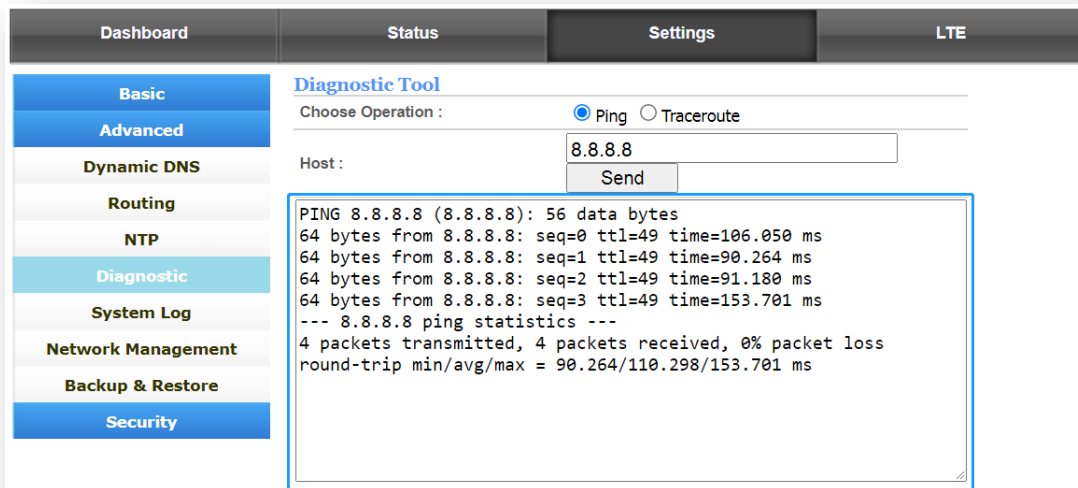 Dashboard Status Settings LTE
Basic
Advanced
Dynamic DNS
Routing
NTP
Diagnostic
System Log
Network Management
Backup & Restore
Security
Diagnostic Tool
Choose Operation : Ping Traceroute
Host : 8.8.8.8
Send
PING 8.8.8.8 (8.8.8.8): 56 data bytes
64 bytes from 8.8.8.8: seq=0 ttl=49 time=106.050 ms
64 bytes from 8.8.8.8: seq=1 ttl=49 time=90.264 ms
64 bytes from 8.8.8.8: seq=2 ttl=49 time=91.180 ms
64 bytes from 8.8.8.8: seq=3 ttl=49 time=153.701 ms
--- 8.8.8.8 ping statistics ---
4 packets transmitted, 4 packets received, 0% packet loss
round-trip min/avg/max = 90.264/110.298/153.701 ms